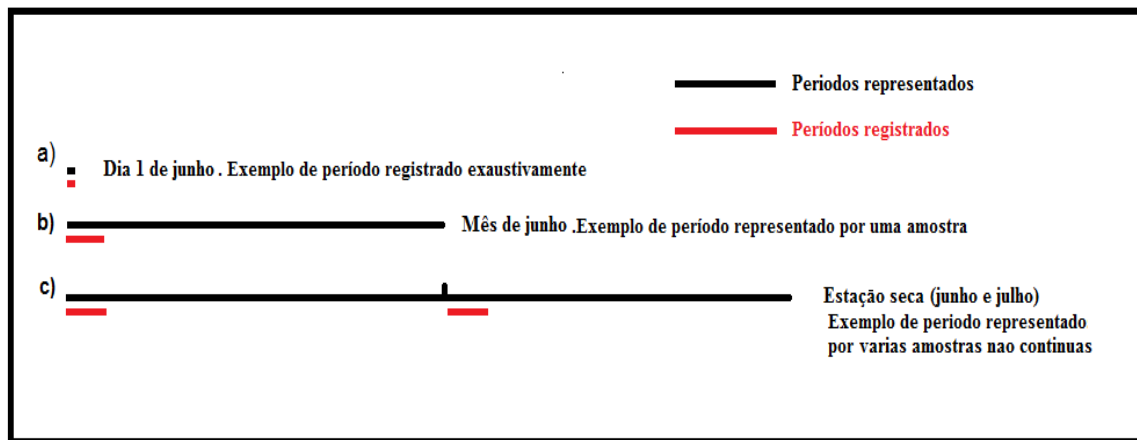 Periodos representados
Períodos registrados
a)
Dia 1 de junho . Exemplo de período registrado exaustivamente
b)
Mês de junho .Exemplo de período representado por uma amostra
c)
Estação seca (junho e julho)
Exemplo de periodo representado
por varias amostras nao continuas